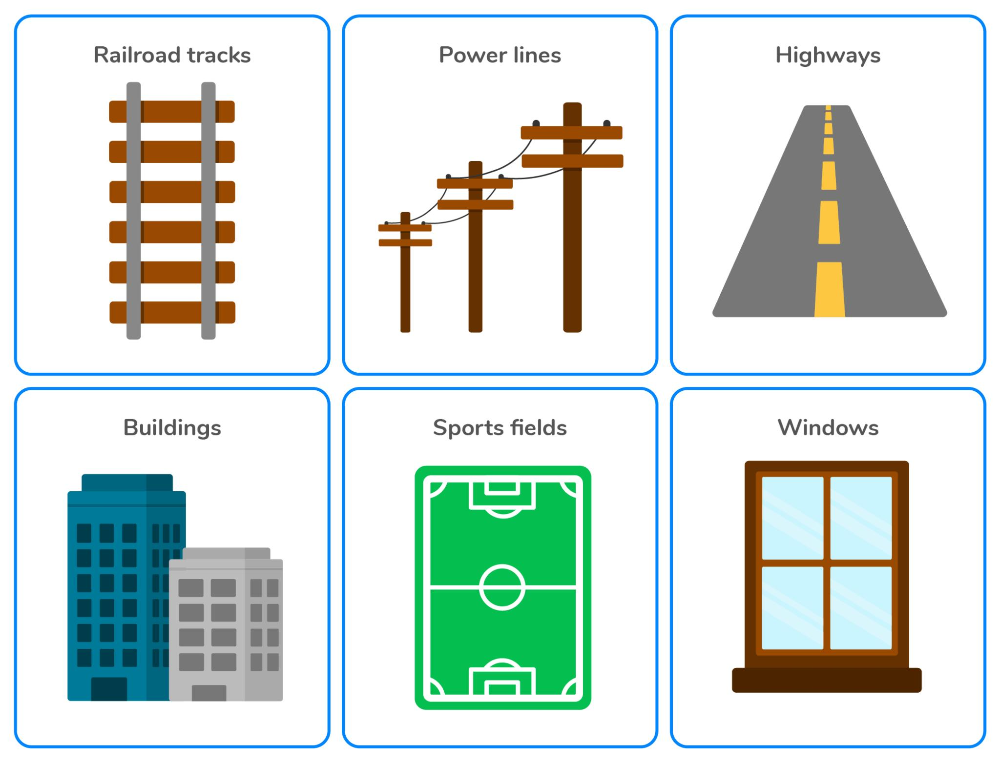 Railroad tracks
Power lines
Highways
Buildings
Sports fields
Windows